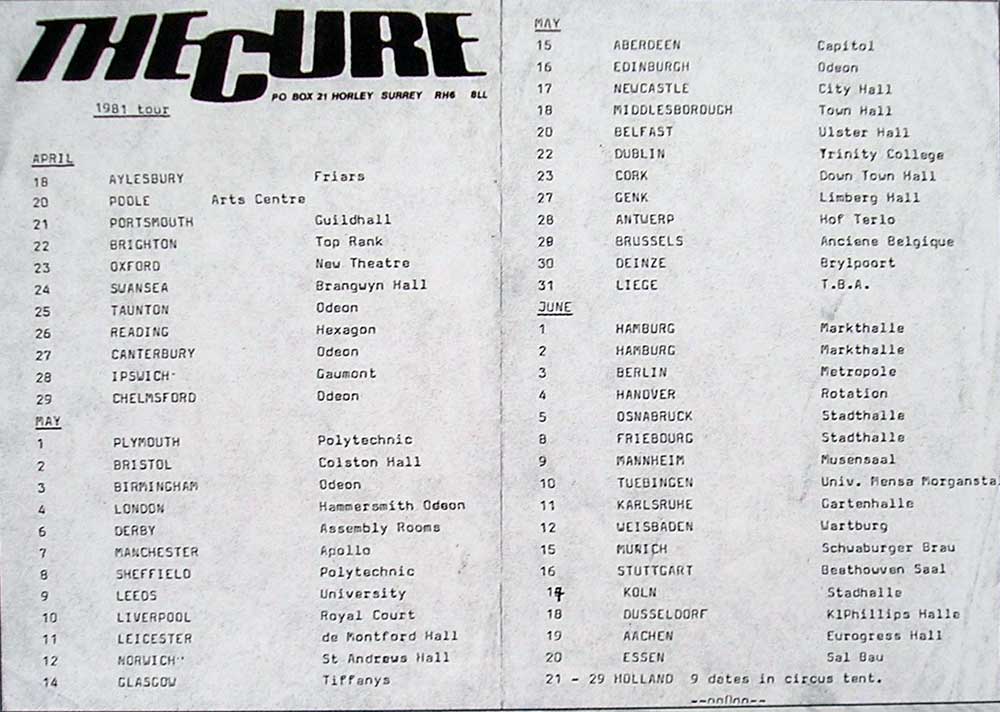 THE CURE
PO BOX 21 HORLEY SURREY RH6 8LL
1981 tour
APRIL
18 AYLESBURY Friars
20 POOLE Arts Centre
21 PORTSMOUTH Guildhall
22 BRIGHTON Top Rank
23 OXFORD New Theatre
24 SWANSEA Brangwyn Hall
25 TAUNTON Odeon
26 READING Hexagon
27 CANTERBURY Odeon
28 IPSWICH Gaumont
29 CHELMSFORD Odeon
MAY
1 PLYMOUTH Polytechnic
2 BRISTOL Colston Hall
3 BIRMINGHAM Odeon
4 LONDON Hammersmith Odeon
6 DERBY Assembly Rooms
7 MANCHESTER Apollo
8 SHEFFIELD Polytechnic
9 LEEDS University
10 LIVERPOOL Royal Court
11 LEICESTER de Montford Hall
12 NORWICH St Andrews Hall
14 GLASGOW Tiffanys
MAY
15 ABERDEEN Capitol
16 EDINBURGH Odeon
17 NEWCASTLE City Hall
18 MIDDLESBOROUGH Town Hall
20 BELFAST Ulster Hall
22 DUBLIN Trinity College
23 CORK Down Town Hall
27 GENK Limberg Hall
28 ANTWERP Hof Terlo
29 BRUSSELS Anciene Belgique
30 DEINZE Brylpoort
31 LIEGE T.B.A.
JUNE
1 HAMBURG Markthalle
2 HAMBURG Markthalle
3 BERLIN Metropole
4 HANOVER Rotation
5 OSNABRUCK Stadthalle
8 FRIEBOURG Stadthalle
9 MANNHEIM Musensaal
10 TUEBINGEN Univ. Mensa Morgansta
11 KARLSRUHE Gartenhalle
12 WEISBADEN Wartburg
15 MUNICH Schwaburger Brau
16 STUTTGART Beethouven Saal
17 KOLN Stadhalle
18 DUSSELDORF KlPhillips Halle
19 AACHEN Eurogress Hall
20 ESSEN Sal Bau
21 - 29 HOLLAND 9 dates in circus tent.